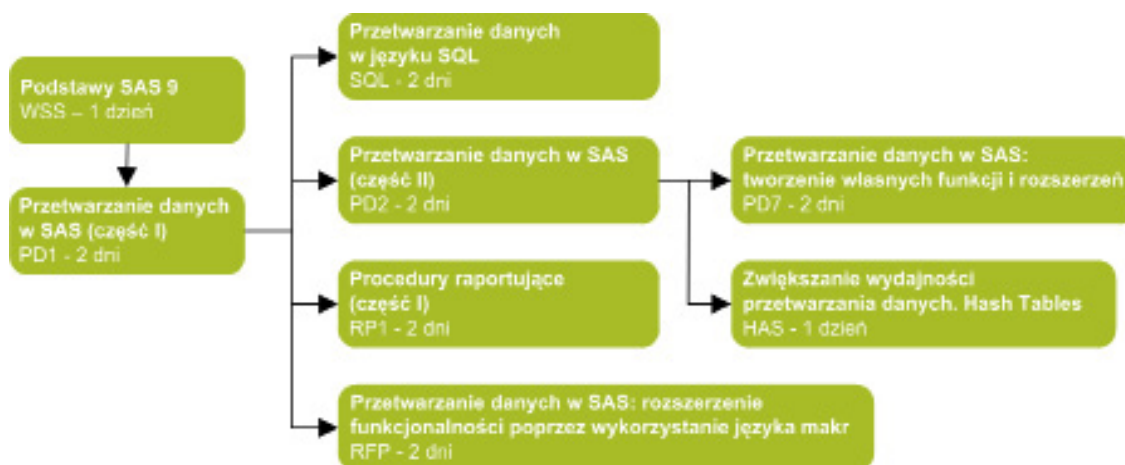 Podstawy SAS 9
WSS – 1 dzień
Przetwarzanie danych
w SAS (część I)
PD1 - 2 dni
Przetwarzanie danych
w języku SQL
SQL - 2 dni
Przetwarzanie danych w SAS
(część II)
PD2 - 2 dni
Procedury raportujące
(część I)
RP1 - 2 dni
Przetwarzanie danych w SAS: rozszerzenie
funkcjonalności poprzez wykorzystanie języka makr
RFP - 2 dni
Przetwarzanie danych w SAS:
tworzenie własnych funkcji i rozszerzeń
PD7 - 2 dni
Zwiększanie wydajności
przetwarzania danych. Hash Tables
HAS - 1 dzień